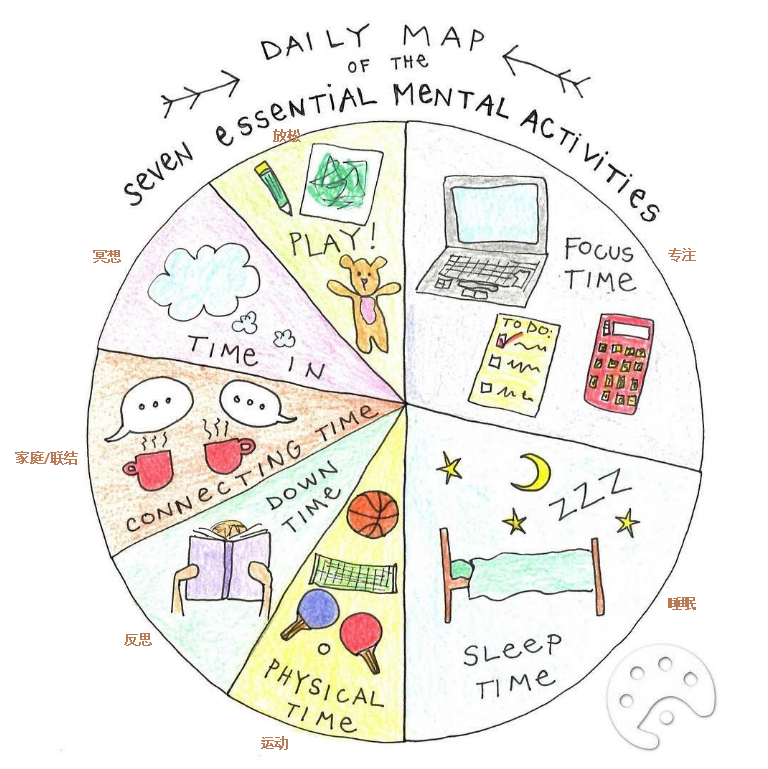 DAILY MAP
OF THE
SEVEN ESSENTIAL MENTAL ACTIVITIES
放松
PLAY!
冥想
TIME IN
FOCUS
TIME
专注
TO DO:
家庭/联结
CONNECTING TIME
DOWN
TIME
反思
PHYSICAL
TIME
运动
ZZZ
SLEEP
TIME
睡眠